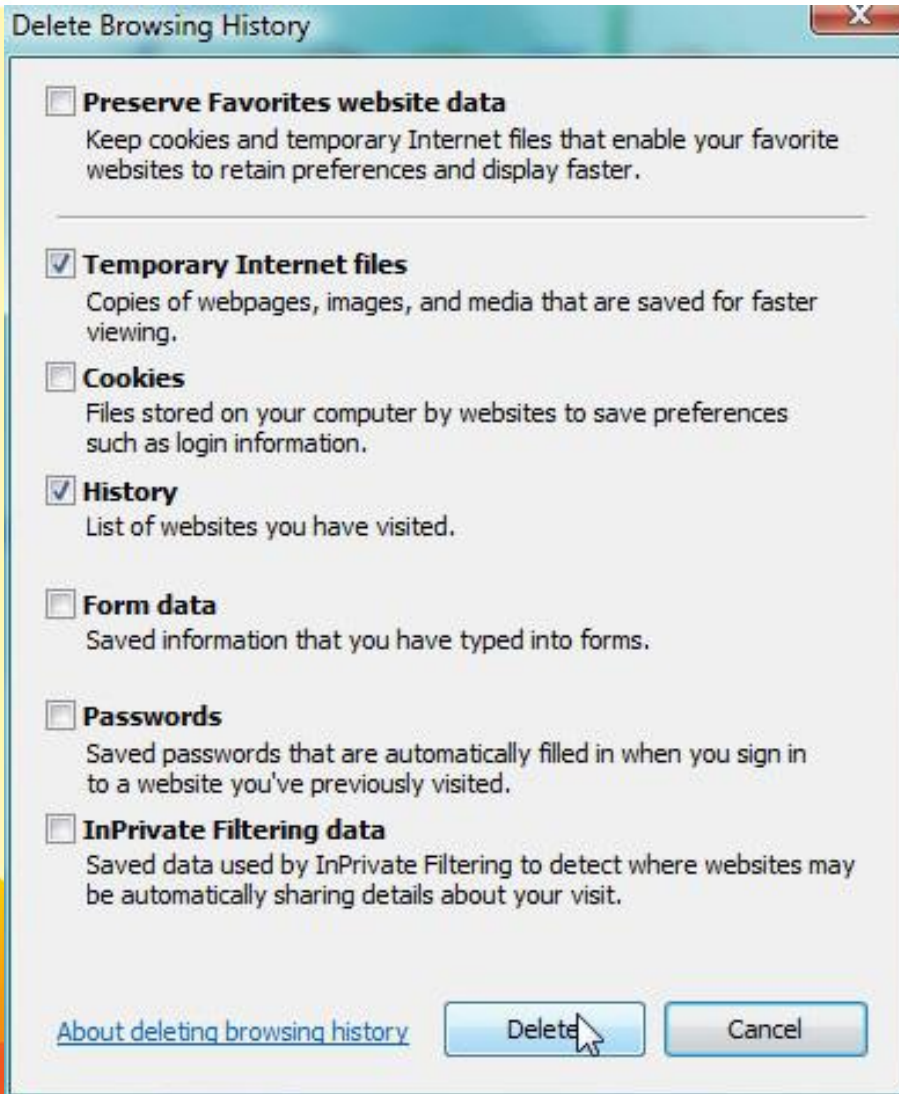 Delete Browsing History
Preserve Favorites website data
Keep cookies and temporary Internet files that enable your favorite
websites to retain preferences and display faster.
Temporary Internet files
Copies of webpages, images, and media that are saved for faster
viewing.
Cookies
Files stored on your computer by websites to save preferences
such as login information.
History
List of websites you have visited.
Form data
Saved information that you have typed into forms.
Passwords
Saved passwords that are automatically filled in when you sign in
to a website you've previously visited.
InPrivate Filtering data
Saved data used by InPrivate Filtering to detect where websites may
be automatically sharing details about your visit.
About deleting browsing history
Delete
Cancel